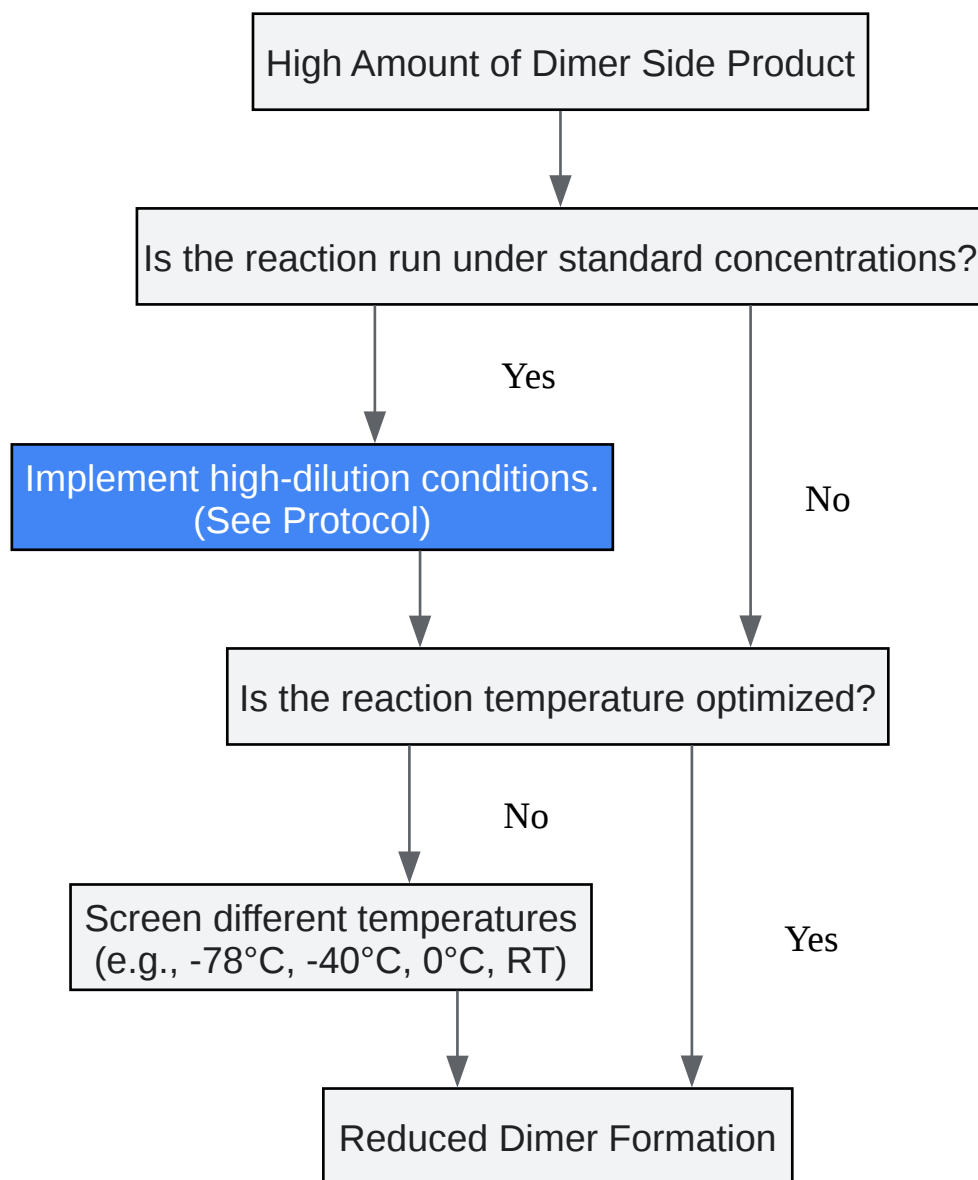 High Amount of Dimer Side Product
Is the reaction run under standard concentrations?
Yes
Implement high-dilution conditions.
(See Protocol)
No
Is the reaction temperature optimized?
No
Screen different temperatures
(e.g., -78°C, -40°C, 0°C, RT)
Yes
Reduced Dimer Formation